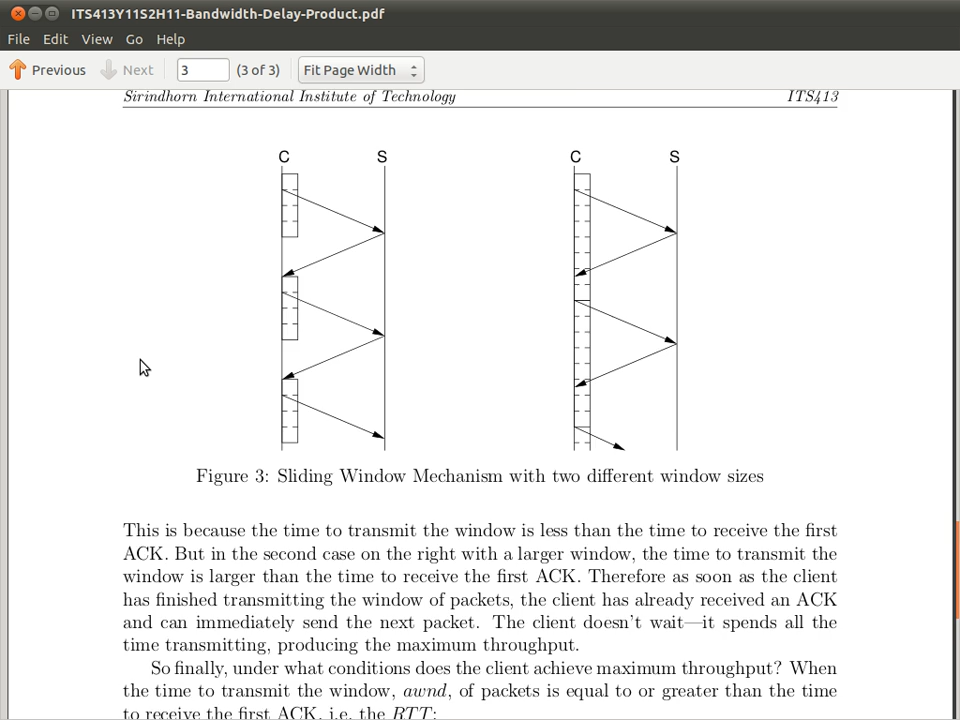 ITS413Y11S2H11-Bandwidth-Delay-Product.pdf
File Edit View Go Help
Previous Next 3 (3 of 3) Fit Page Width
Sirindhorn International Institute of Technology ITS413
C S C S
Figure 3: Sliding Window Mechanism with two different window sizes
This is because the time to transmit the window is less than the time to receive the first
ACK. But in the second case on the right with a larger window, the time to transmit the
window is larger than the time to receive the first ACK. Therefore as soon as the client
has finished transmitting the window of packets, the client has already received an ACK
and can immediately send the next packet. The client doesn't wait—it spends all the
time transmitting, producing the maximum throughput.
So finally, under what conditions does the client achieve maximum throughput? When
the time to transmit the window, awnd, of packets is equal to or greater than the time
to receive the first ACK, i.e. the RTT: